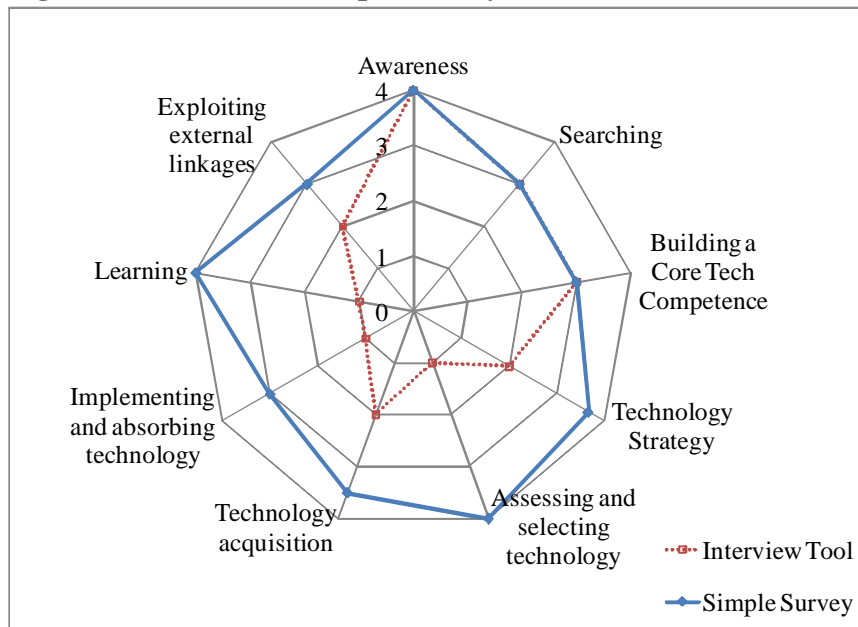 Awareness
4
Exploiting
external
linkages
Searching
3
2
Building a
Core Tech
Competence
Learning
1
0
Implementing
and absorbing
technology
Technology
Strategy
Technology
acquisition
Assessing and
selecting
technology
Interview Tool
Simple Survey